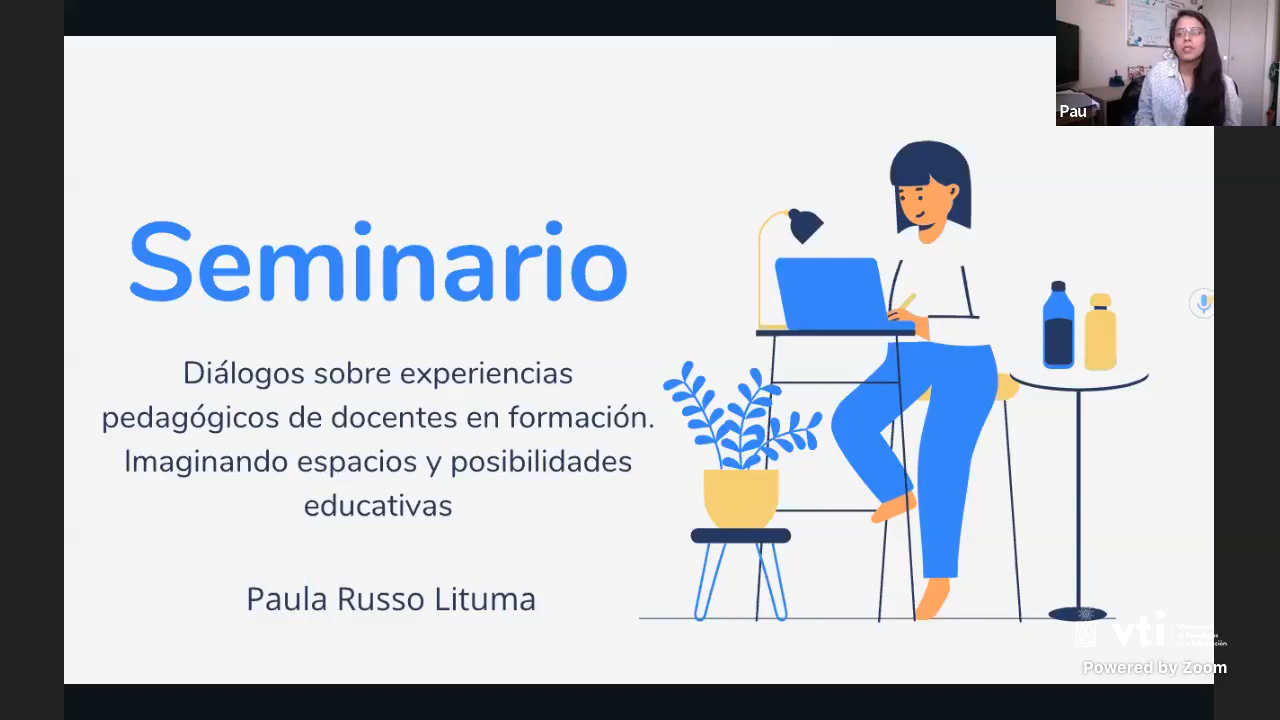 Pau
Seminario
Diálogos sobre experiencias
pedagógicos de docentes en formación.
Imaginando espacios y posibilidades
educativas
Paula Russo Lituma
vti
Powered by Zoom